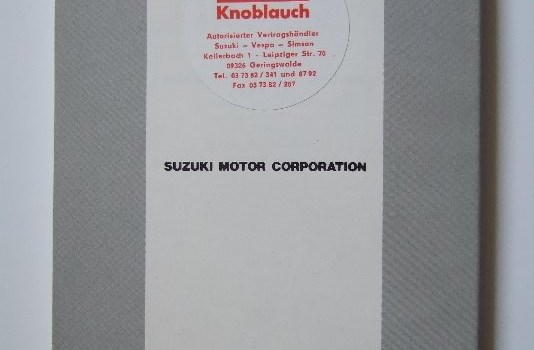 Knoblauch
Autorisierter Vertragshändler
Suzuki – Vespa – Simson
Kellerbach 1 - Leipziger Str. 70
09326 Geringswalde
Tel. 03 73 82 / 341 und 87 92
Fax 03 73 82 / 287
SUZUKI MOTOR CORPORATION